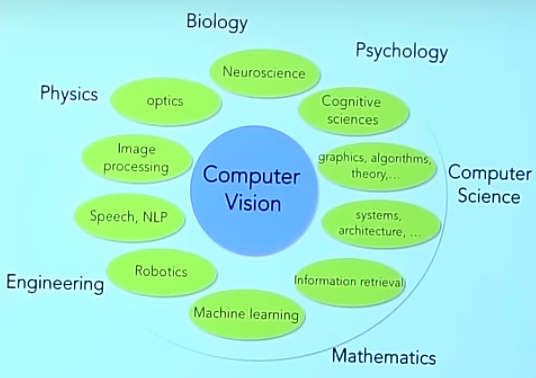 Biology
Psychology
Neuroscience
Physics
optics
Cognitive
sciences
Image
processing
Computer
Vision
graphics, algorithms,
theory,...
Computer
Science
Speech, NLP
systems,
architecture, ...
Robotics
Engineering
Information retrieval
Machine learning
Mathematics